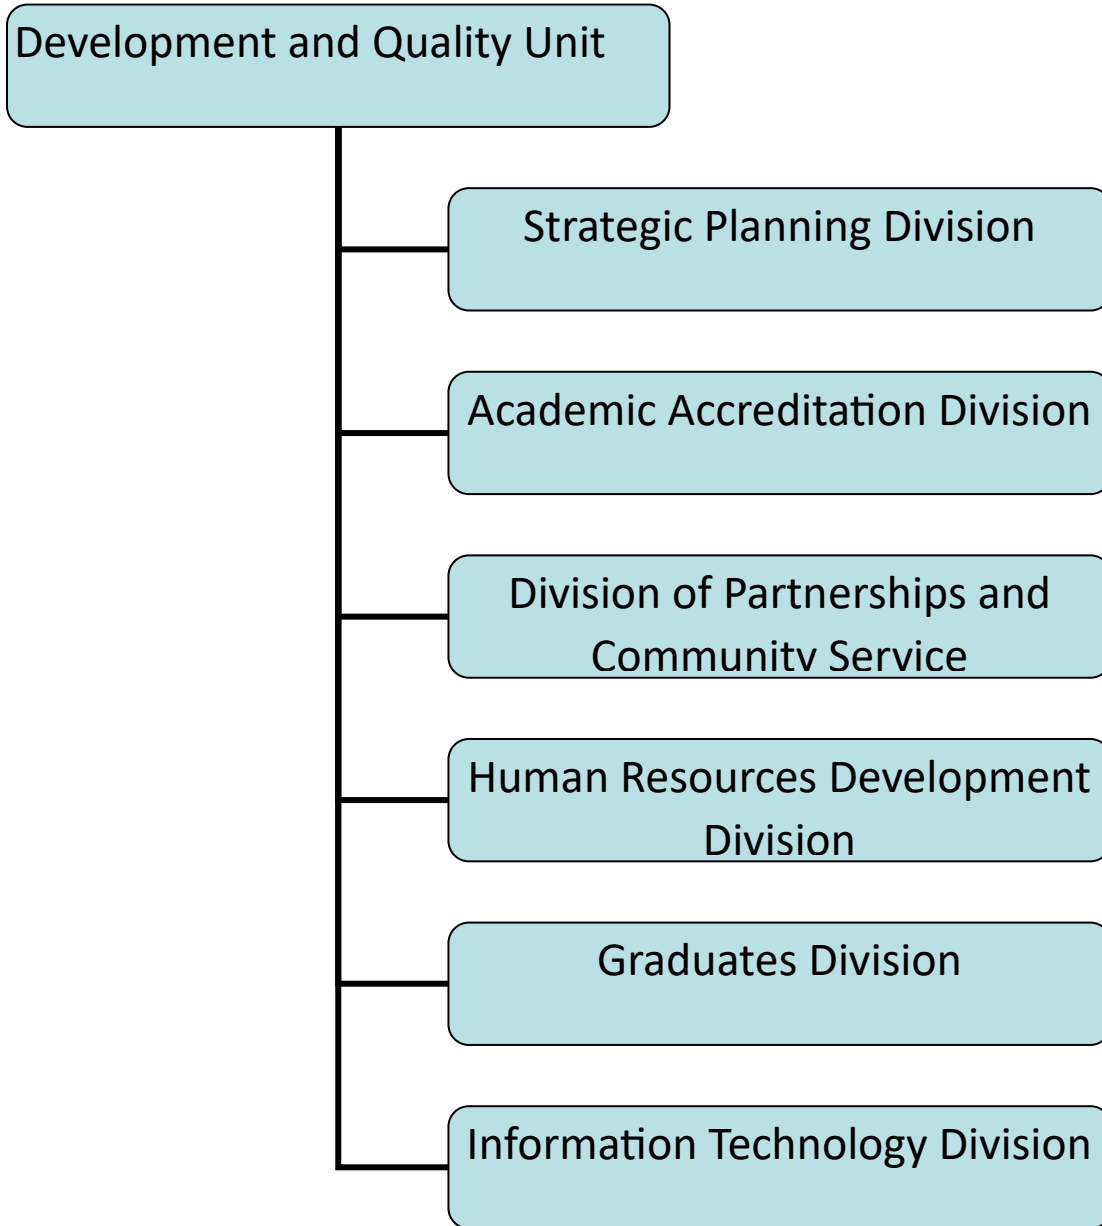 Development and Quality Unit
Strategic Planning Division
Academic Accreditation Division
Division of Partnerships and
Community Service
Human Resources Development
Division
Graduates Division
Information Technology Division